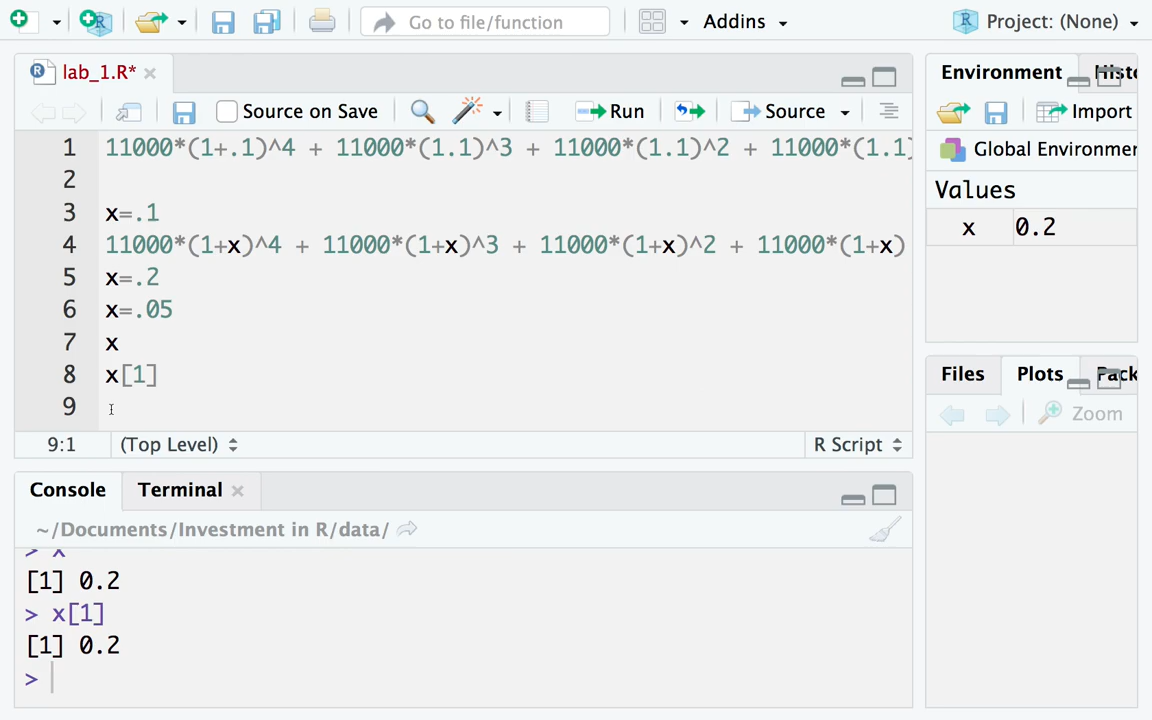 Go to file/function
Addins
Project: (None)
lab_1.R*
Source on Save
Run
Source
1 11000*(1+.1)^4 + 11000*(1.1)^3 + 11000*(1.1)^2 + 11000*(1.1)
2
3 x=.1
4 11000*(1+x)^4 + 11000*(1+x)^3 + 11000*(1+x)^2 + 11000*(1+x)
5 x=.2
6 x=.05
7 x
8 x[1]
9
9:1 (Top Level) R Script
Console Terminal
~/Documents/Investment in R/data/
> x
[1] 0.2
> x[1]
[1] 0.2
>
Environment Histo
Import
Global Environmen
Values
x 0.2
Files Plots Pack
Zoom